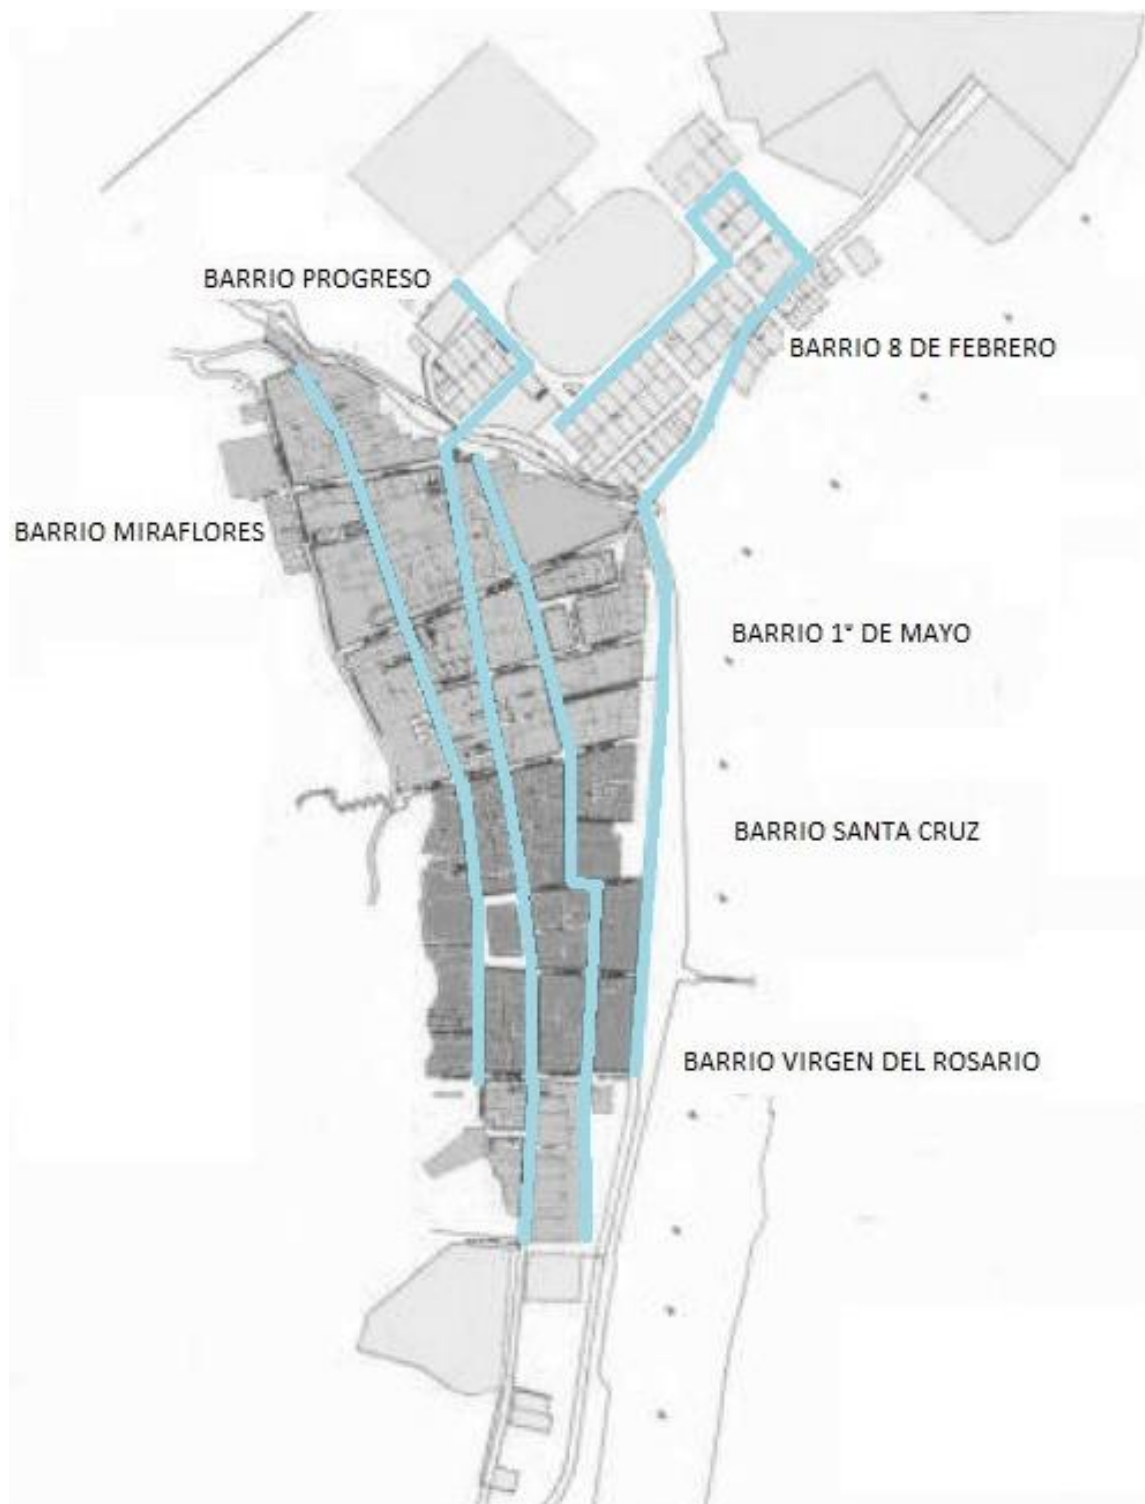 BARRIO PROGRESO
BARRIO 8 DE FEBRERO
BARRIO MIRAFLORES
BARRIO 1° DE MAYO
BARRIO SANTA CRUZ
BARRIO VIRGEN DEL ROSARIO